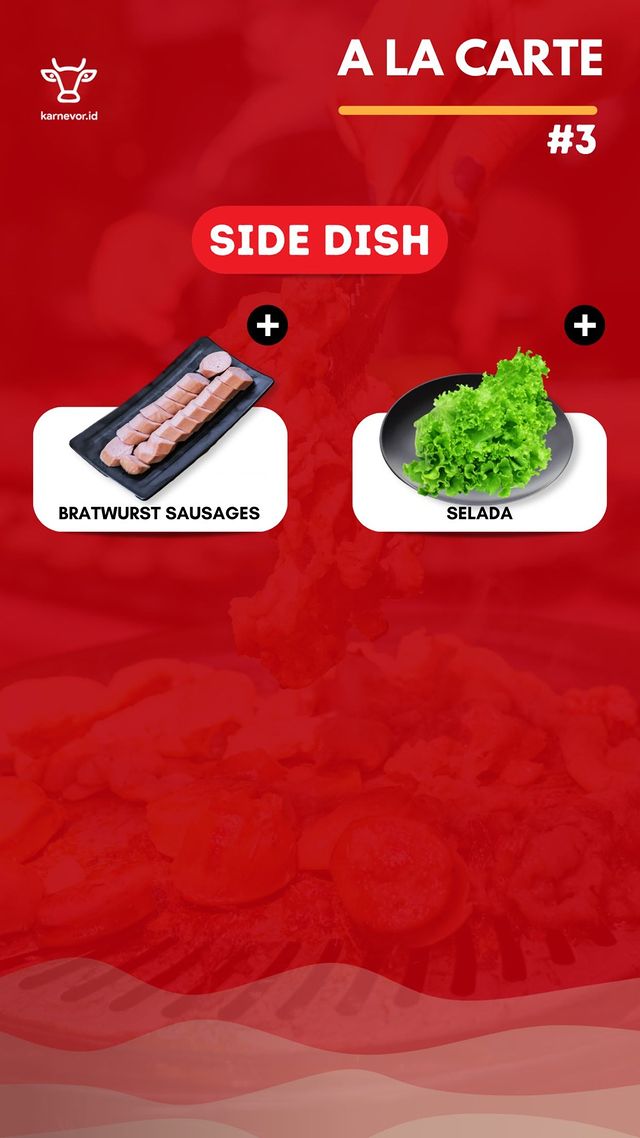 karnevor.id
A LA CARTE
#3
SIDE DISH
+
+
BRATWURST SAUSAGES
SELADA